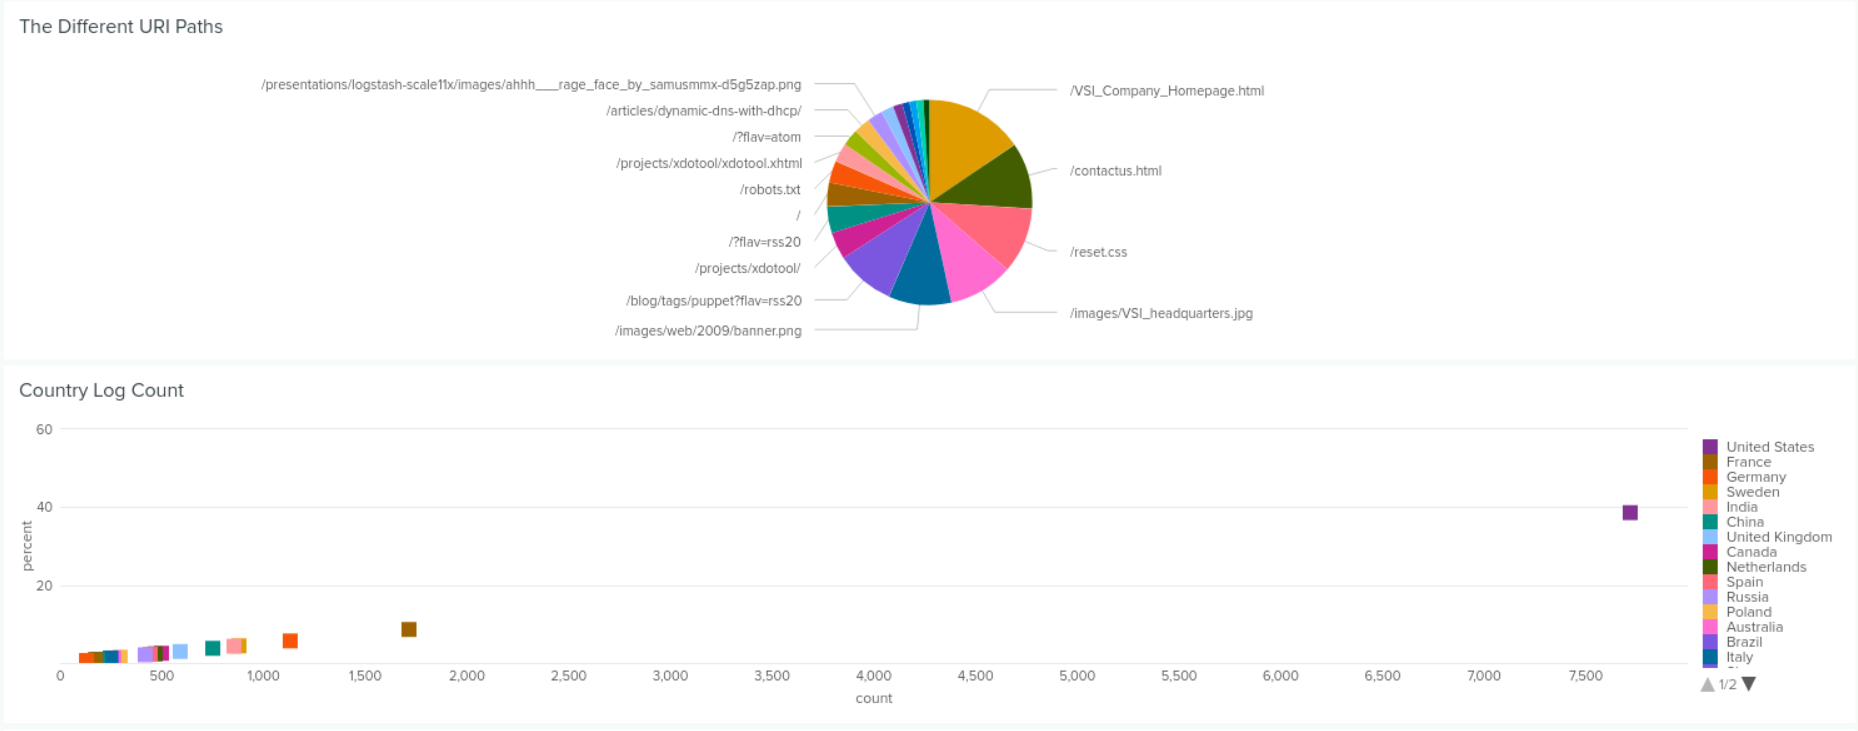 The Different URI Paths
/presentations/logstash-scale11x/images/ahhh___rage_face_by_samusmmx-d5g5zap.png
/articles/dynamic-dns-with-dhcp/
/?flav=atom
/projects/xdotool/xdotool.xhtml
/robots.txt
/
/?flav=rss20
/projects/xdotool/
/blog/tags/puppet?flav=rss20
/images/web/2009/banner.png
/VSI_Company_Homepage.html
/contactus.html
/reset.css
/images/VSI_headquarters.jpg
Country Log Count
60
40
20
percent
0 500 1,000 1,500 2,000 2,500 3,000 3,500 4,000 4,500 5,000 5,500 6,000 6,500 7,000 7,500
count
United States
France
Germany
Sweden
India
China
United Kingdom
Canada
Netherlands
Spain
Russia
Poland
Australia
Brazil
Italy
1/2